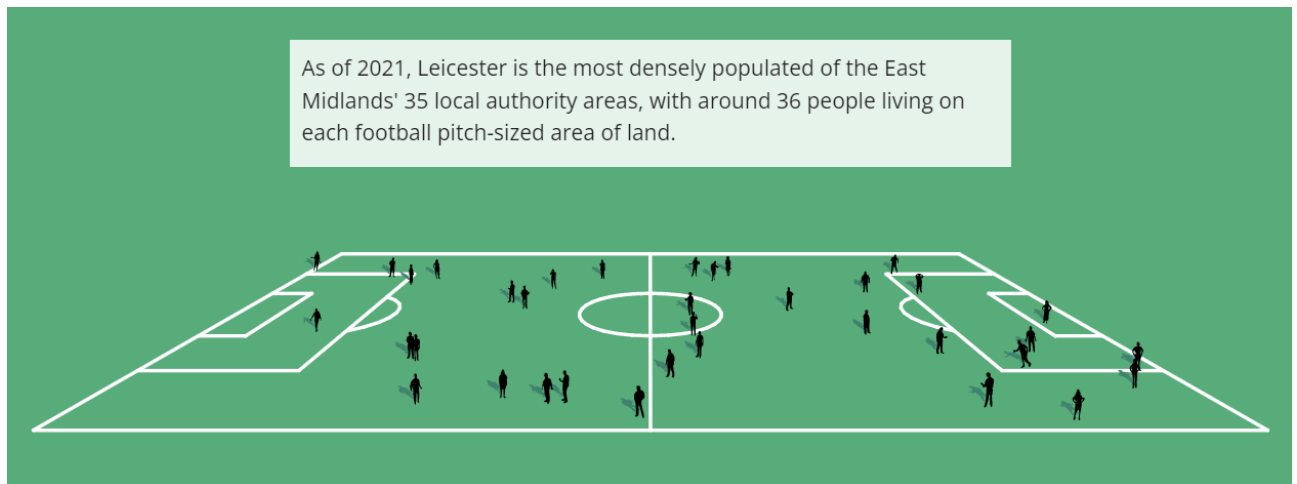 As of 2021, Leicester is the most densely populated of the East
Midlands' 35 local authority areas, with around 36 people living on
each football pitch-sized area of land.